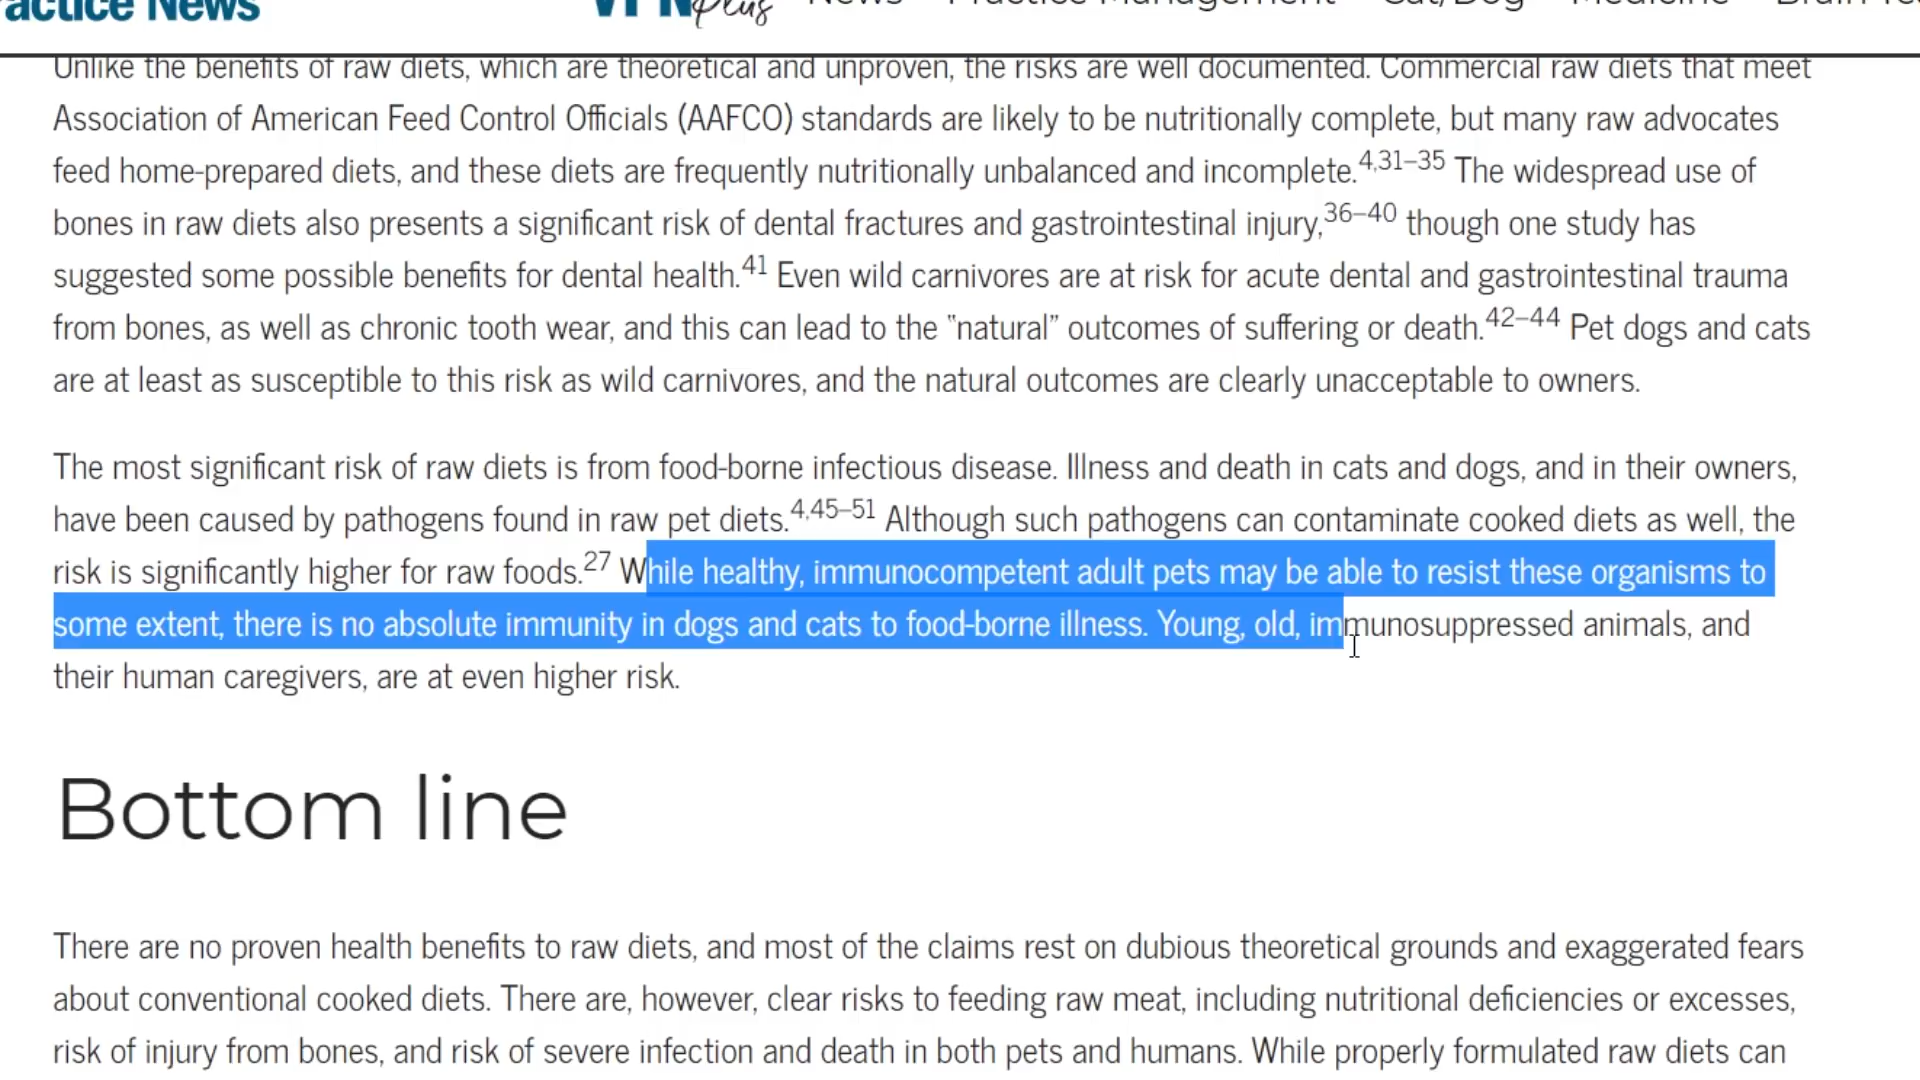 actice News VPN plus News Practice Management Cat/Dog Medicine
Unlike the benefits of raw diets, which are theoretical and unproven, the risks are well documented. Commercial raw diets that meet
Association of American Feed Control Officials (AAFCO) standards are likely to be nutritionally complete, but many raw advocates
feed home-prepared diets, and these diets are frequently nutritionally unbalanced and incomplete.4,31–35 The widespread use of
bones in raw diets also presents a significant risk of dental fractures and gastrointestinal injury,36–40 though one study has
suggested some possible benefits for dental health.41 Even wild carnivores are at risk for acute dental and gastrointestinal trauma
from bones, as well as chronic tooth wear, and this can lead to the “natural” outcomes of suffering or death.42–44 Pet dogs and cats
are at least as susceptible to this risk as wild carnivores, and the natural outcomes are clearly unacceptable to owners.
The most significant risk of raw diets is from food-borne infectious disease. Illness and death in cats and dogs, and in their owners,
have been caused by pathogens found in raw pet diets.4,45–51 Although such pathogens can contaminate cooked diets as well, the
risk is significantly higher for raw foods.27 While healthy, immunocompetent adult pets may be able to resist these organisms to
some extent, there is no absolute immunity in dogs and cats to food-borne illness. Young, old, immunosuppressed animals, and
their human caregivers, are at even higher risk.
Bottom line
There are no proven health benefits to raw diets, and most of the claims rest on dubious theoretical grounds and exaggerated fears
about conventional cooked diets. There are, however, clear risks to feeding raw meat, including nutritional deficiencies or excesses,
risk of injury from bones, and risk of severe infection and death in both pets and humans. While properly formulated raw diets can